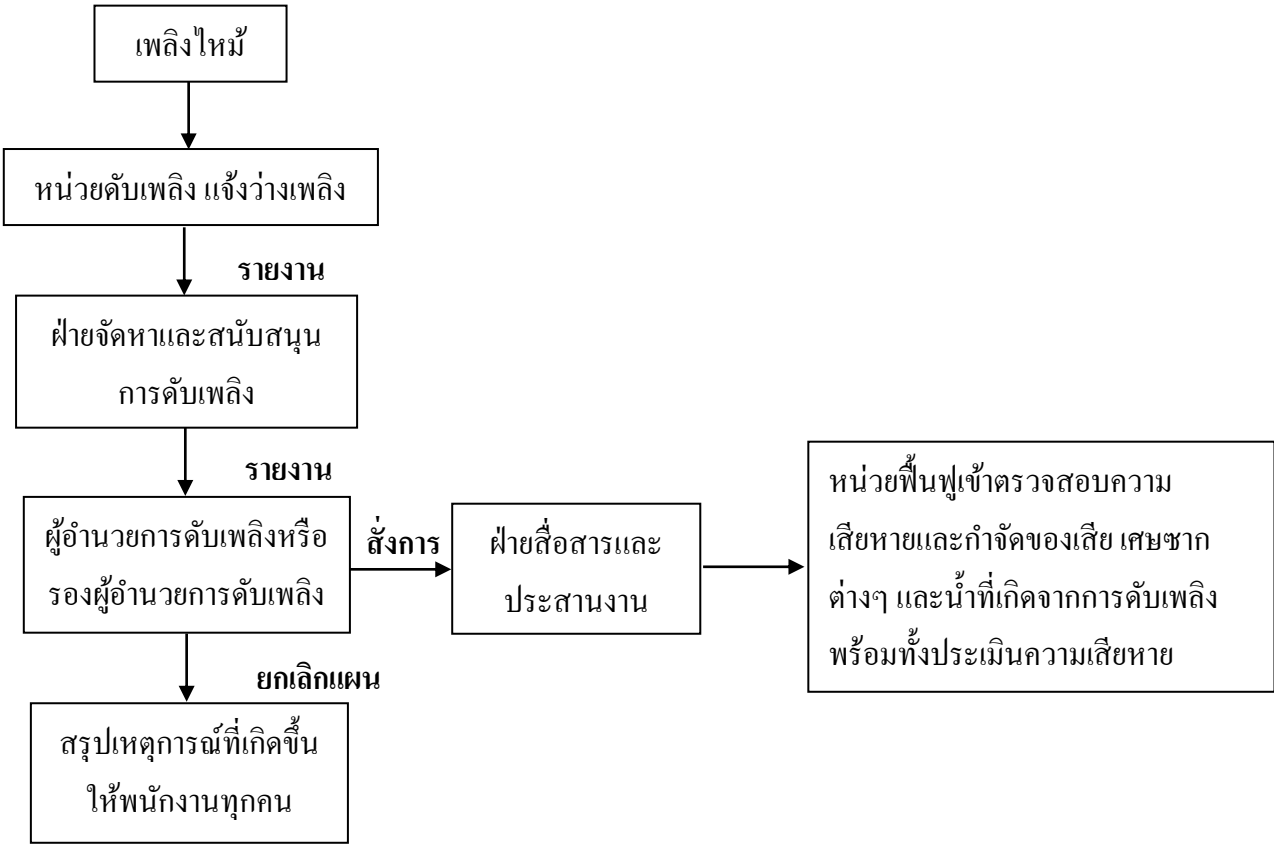 เพลิงไหม้
หน่วยดับเพลิง แจ้งว่างเพลิง
รายงาน
ฝ่ายจัดหาและสนับสนุน
การดับเพลิง
รายงาน
ผู้อำนวยการดับเพลิงหรือ
รองผู้อำนวยการดับเพลิง
สั่งการ
ฝ่ายสื่อสารและ
ประสานงาน
หน่วยฟื้นฟูเข้าตรวจสอบความ
เสียหายและกำจัดของเสีย เศษซาก
ต่างๆ และน้ำที่เกิดจากการดับเพลิง
พร้อมทั้งประเมินความเสียหาย
ยกเลิกแผน
สรุปเหตุการณ์ที่เกิดขึ้น
ให้พนักงานทุกคน